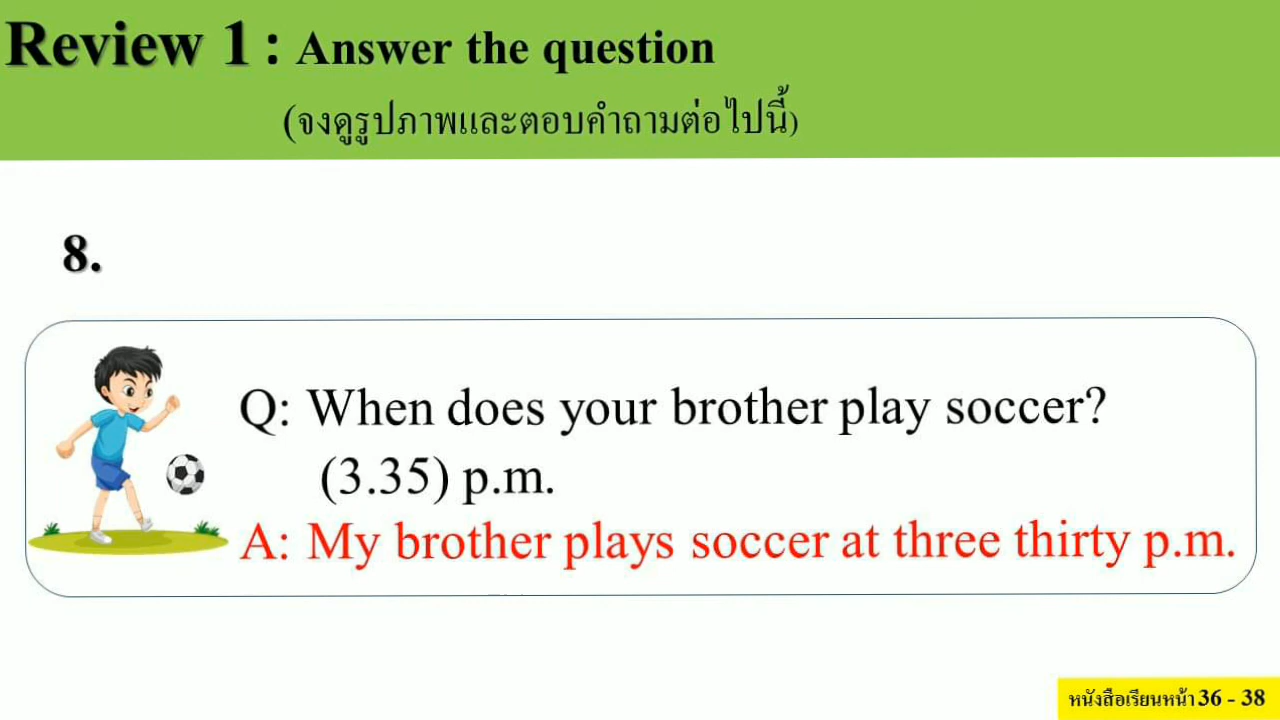 Review 1 : Answer the question
(จงดูรูปภาพและตอบคำถามต่อไปนี้)
8.
Q: When does your brother play soccer?
(3.35) p.m.
A: My brother plays soccer at three thirty p.m.
หนังสือเรียนหน้า 36 - 38